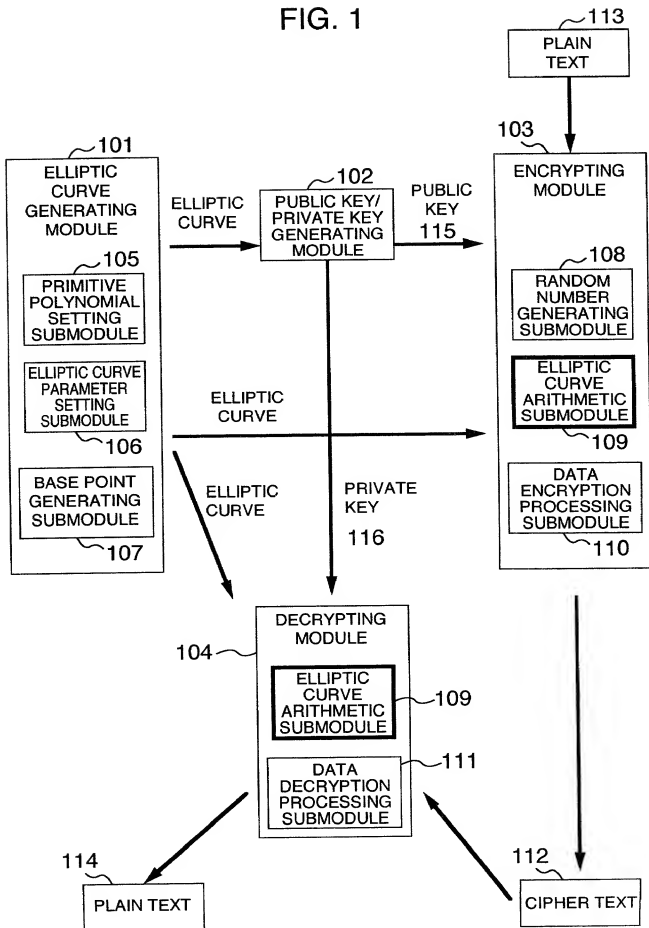 FIG. 1
113
PLAIN
TEXT
101
ELLIPTIC
CURVE
GENERATING
MODULE
105
PRIMITIVE
POLYNOMIAL
SETTING
SUBMODULE
ELLIPTIC CURVE
PARAMETER
SETTING
SUBMODULE
106
BASE POINT
GENERATING
SUBMODULE
107
ELLIPTIC
CURVE
102
PUBLIC KEY/
PRIVATE KEY
GENERATING
MODULE
PUBLIC
KEY
115
103
ENCRYPTING
MODULE
108
RANDOM
NUMBER
GENERATING
SUBMODULE
ELLIPTIC
CURVE
ARITHMETIC
SUBMODULE
109
DATA
ENCRYPTION
PROCESSING
SUBMODULE
110
ELLIPTIC
CURVE
ELLIPTIC
CURVE
PRIVATE
KEY
116
104
DECRYPTING
MODULE
ELLIPTIC
CURVE
ARITHMETIC
SUBMODULE
109
DATA
DECRYPTION
PROCESSING
SUBMODULE
111
114
PLAIN TEXT
112
CIPHER TEXT